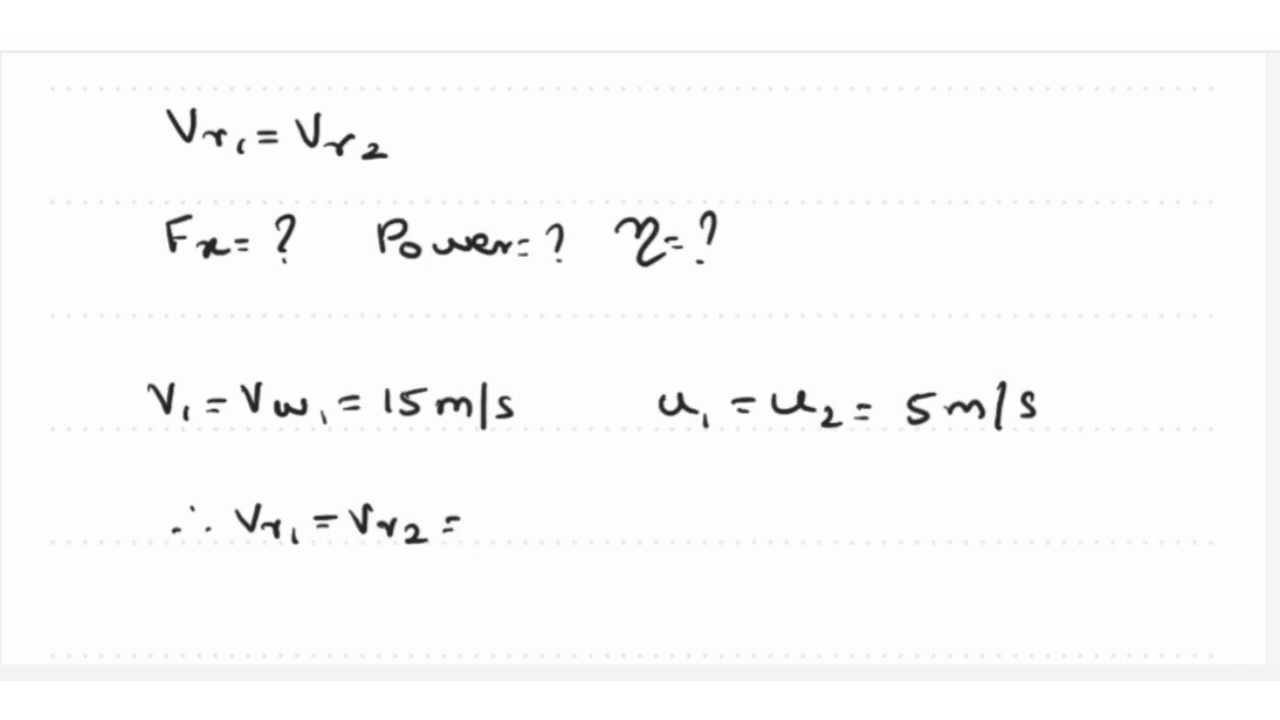 Vr1 = Vr2
Fx = ? Power = ? η = ?
V1 = Vw1 = 15 m/s u1 = u2 = 5 m/s
∴ Vr1 = Vr2 =